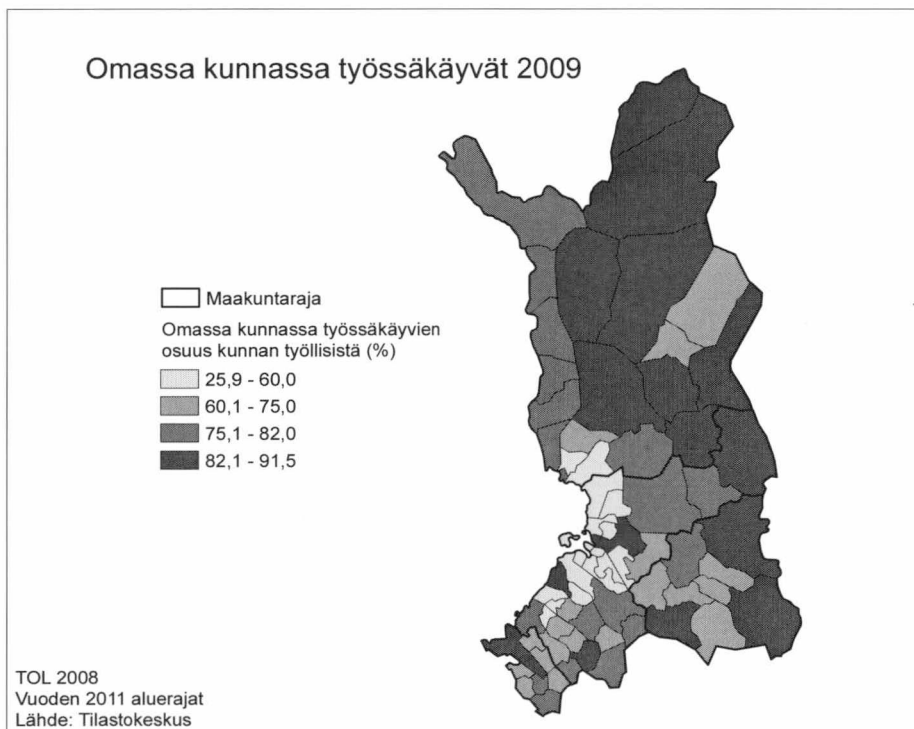 Omassa kunnassa työssäkäyvät 2009
Maakuntaraja
Omassa kunnassa työssäkäyvien
osuus kunnan työllisistä (%)
25,9 - 60,0
60,1 - 75,0
75,1 - 82,0
82,1 - 91,5
TOL 2008
Vuoden 2011 aluerajat
Lähde: Tilastokeskus